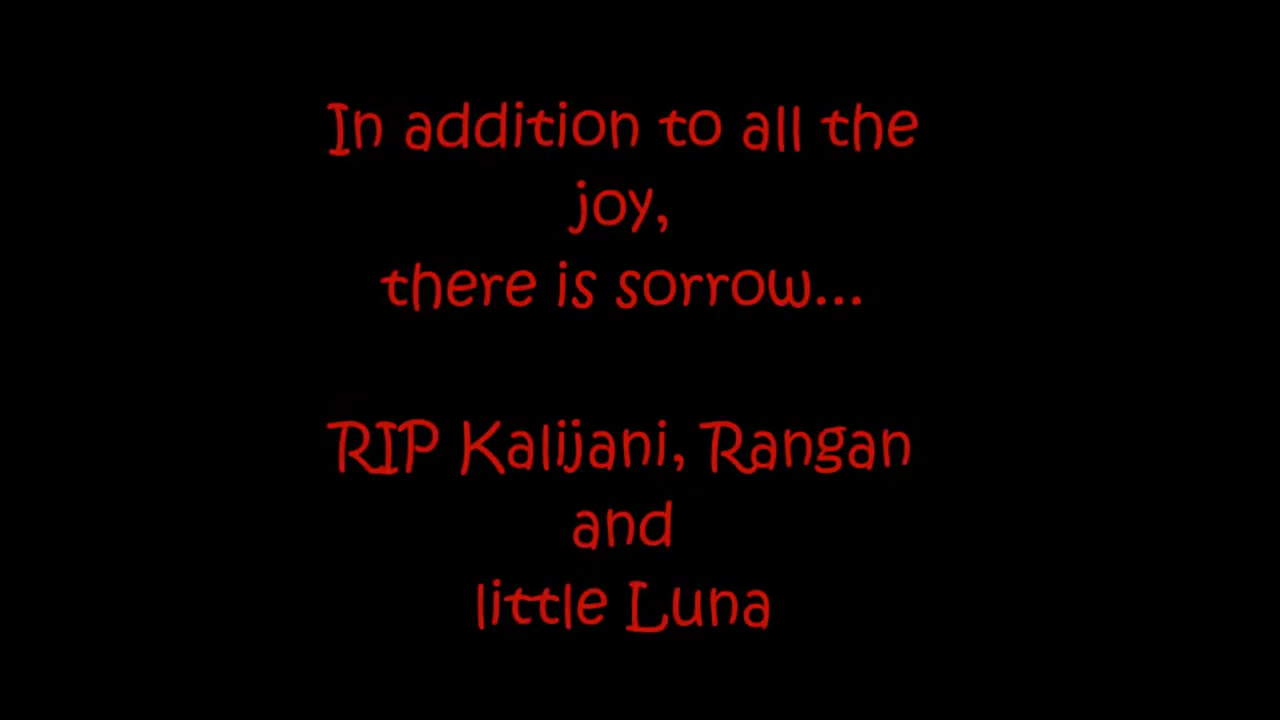 In addition to all the
joy,
there is sorrow...
RIP Kalijani, Rangan
and
little Luna